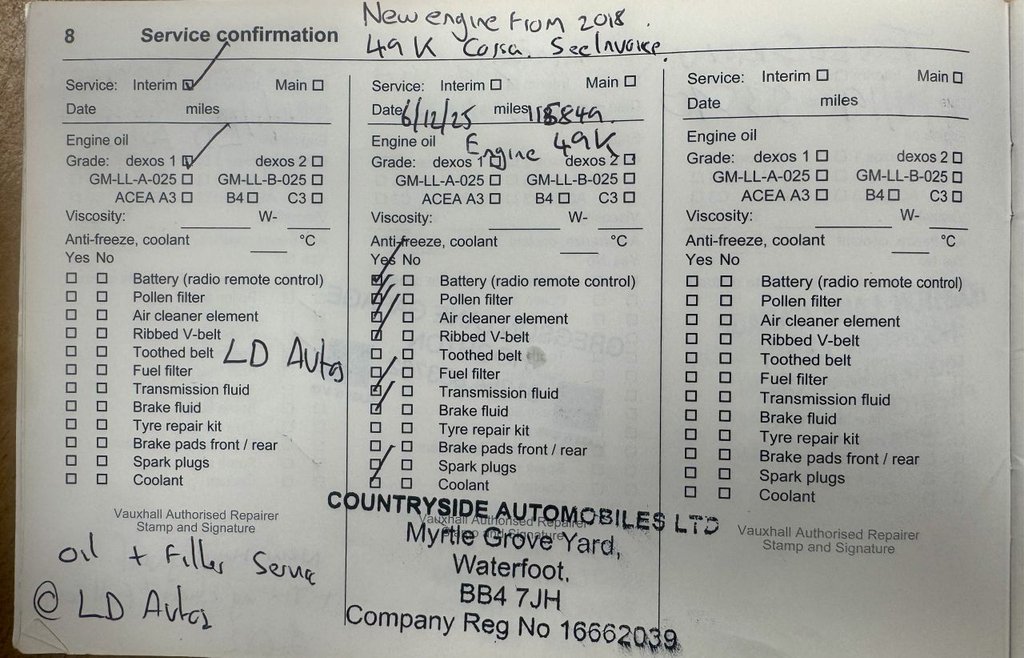 8 Service confirmation
New engine From 2018.
49K Corsa. See Invoice.
Service: Interim ☑ Main ☐
Date miles
Engine oil
Grade: dexos 1 ☑ dexos 2 ☐
GM-LL-A-025 ☐ GM-LL-B-025 ☐
ACEA A3 ☐ B4 ☐ C3 ☐
Viscosity: W-
Anti-freeze, coolant °C
Yes No
☐ ☐ Battery (radio remote control)
☐ ☐ Pollen filter
☐ ☐ Air cleaner element
☐ ☐ Ribbed V-belt
☐ ☐ Toothed belt
LD Autos
☐ ☐ Fuel filter
☐ ☐ Transmission fluid
☐ ☐ Brake fluid
☐ ☐ Tyre repair kit
☐ ☐ Brake pads front / rear
☐ ☐ Spark plugs
☐ ☐ Coolant
Vauxhall Authorised Repairer
Stamp and Signature
Oil + Filter Service
@ LD Autos
Service: Interim ☐ Main ☐
Date 6/12/25 miles
Engine oil Engine 49K
Grade: dexos 1 ☐ dexos 2 ☐
GM-LL-A-025 ☐ GM-LL-B-025 ☐
ACEA A3 ☐ B4 ☐ C3 ☐
Viscosity: W-
Anti-freeze, coolant °C
Yes No
☑ ☐ Battery (radio remote control)
☑ ☐ Pollen filter
☑ ☐ Air cleaner element
☑ ☐ Ribbed V-belt
☐ ☐ Toothed belt
☐ ☐ Fuel filter
☑ ☐ Transmission fluid
☑ ☐ Brake fluid
☐ ☐ Tyre repair kit
☐ ☐ Brake pads front / rear
☐ ☐ Spark plugs
☑ ☐ Coolant
Vauxhall Authorised Repairer
Stamp and Signature
COUNTRYSIDE AUTOMOBILES LTD
Myrtle Grove Yard,
Waterfoot,
BB4 7JH
Company Reg No 16662039
Service: Interim ☐ Main ☐
Date miles
Engine oil
Grade: dexos 1 ☐ dexos 2 ☐
GM-LL-A-025 ☐ GM-LL-B-025 ☐
ACEA A3 ☐ B4 ☐ C3 ☐
Viscosity: W-
Anti-freeze, coolant °C
Yes No
☐ ☐ Battery (radio remote control)
☐ ☐ Pollen filter
☐ ☐ Air cleaner element
☐ ☐ Ribbed V-belt
☐ ☐ Toothed belt
☐ ☐ Fuel filter
☐ ☐ Transmission fluid
☐ ☐ Brake fluid
☐ ☐ Tyre repair kit
☐ ☐ Brake pads front / rear
☐ ☐ Spark plugs
☐ ☐ Coolant
Vauxhall Authorised Repairer
Stamp and Signature